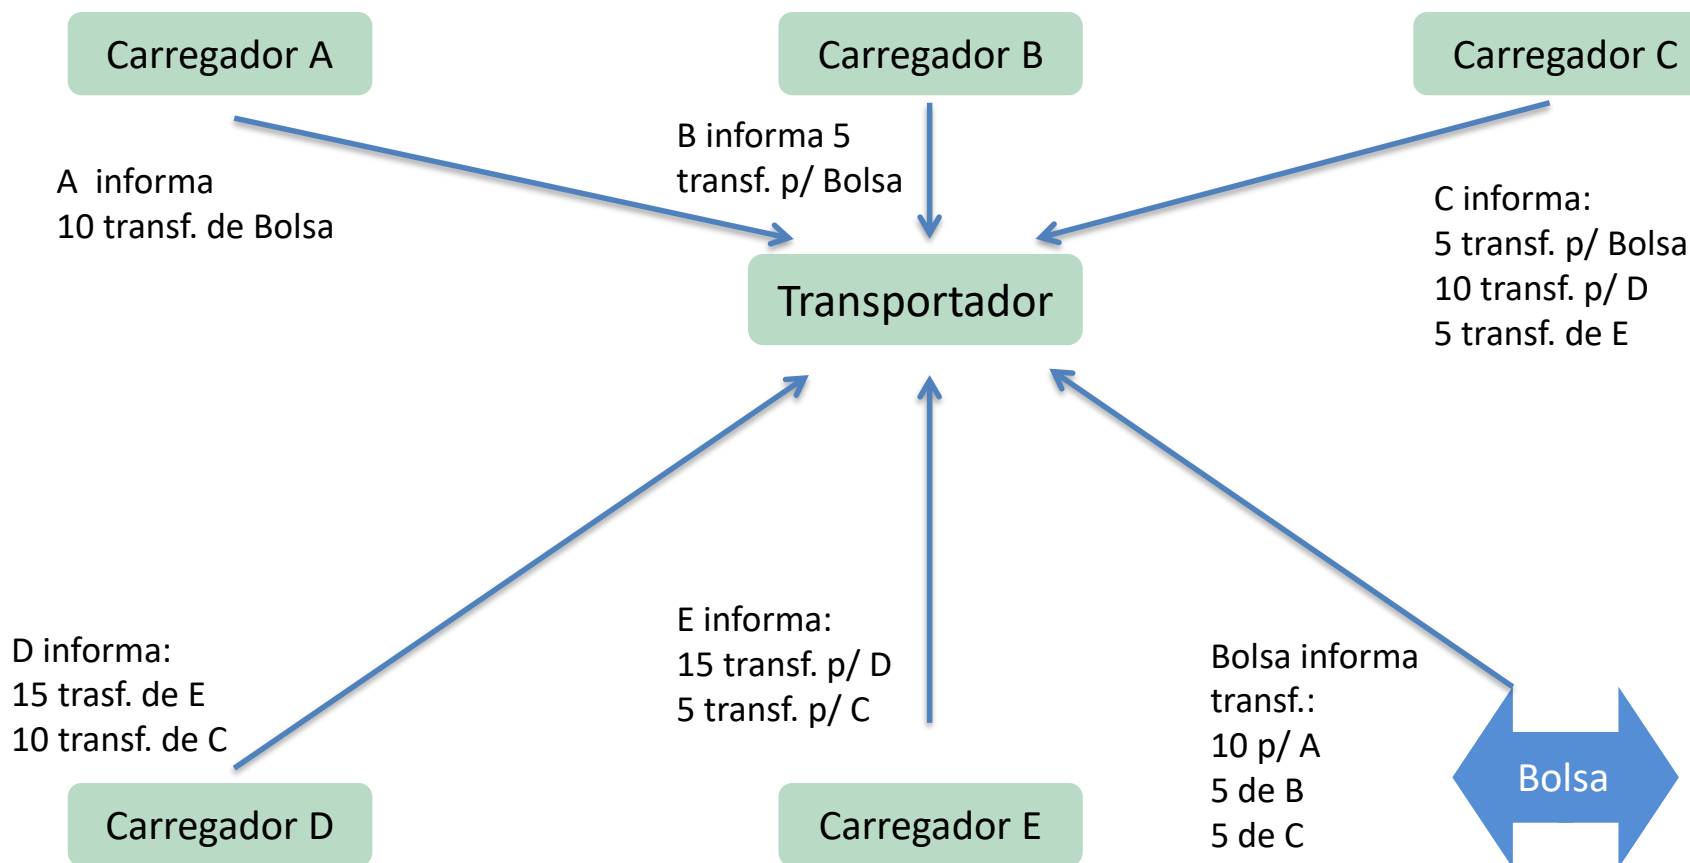 Carregador A
Carregador B
Carregador C
A informa
10 transf. de Bolsa
B informa 5
transf. p/ Bolsa
C informa:
5 transf. p/ Bolsa
10 transf. p/ D
5 transf. de E
Transportador
D informa:
15 trasf. de E
10 transf. de C
E informa:
15 transf. p/ D
5 transf. p/ C
Bolsa informa
transf.:
10 p/ A
5 de B
5 de C
Bolsa
Carregador D
Carregador E